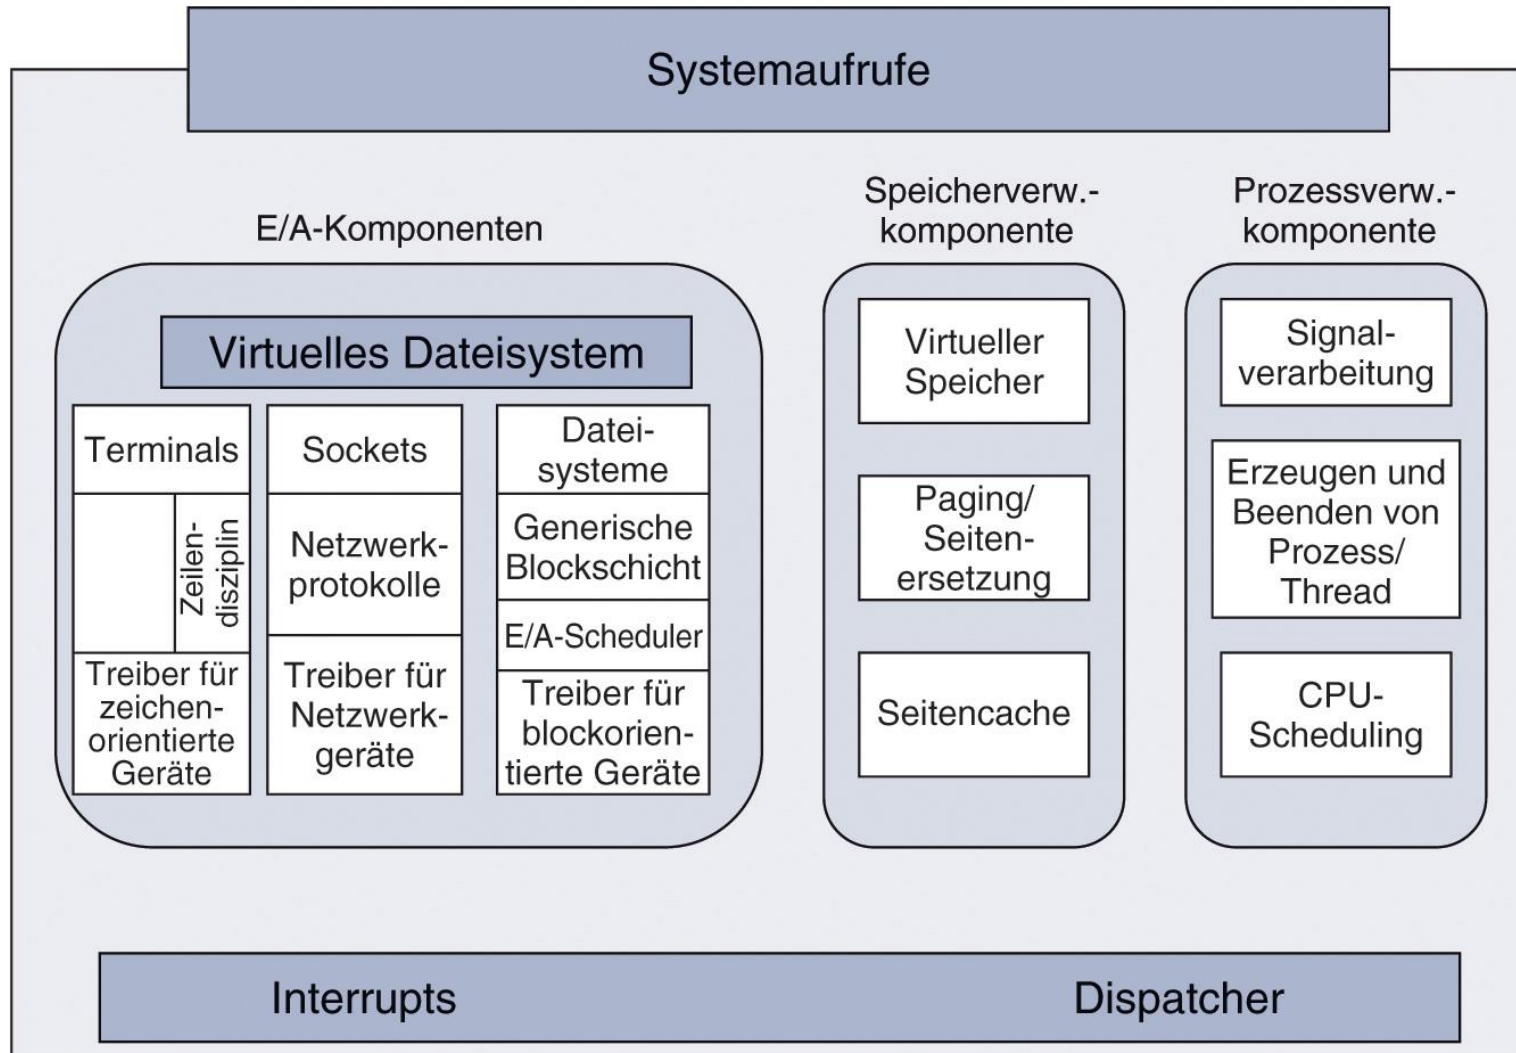 Systemaufrufe
E/A-Komponenten
Speicherverw.-
komponente
Prozessverw.-
komponente
Virtuelles Dateisystem
Terminals
Zeilen-
disziplin
Treiber für
zeichen-
orientierte
Geräte
Sockets
Netzwerk-
protokolle
Treiber für
Netzwerk-
geräte
Datei-
systeme
Generische
Blockschicht
E/A-Scheduler
Treiber für
blockorien-
tierte Geräte
Virtueller
Speicher
Paging/
Seiten-
ersetzung
Seitencache
Signal-
verarbeitung
Erzeugen und
Beenden von
Prozess/
Thread
CPU-
Scheduling
Interrupts
Dispatcher